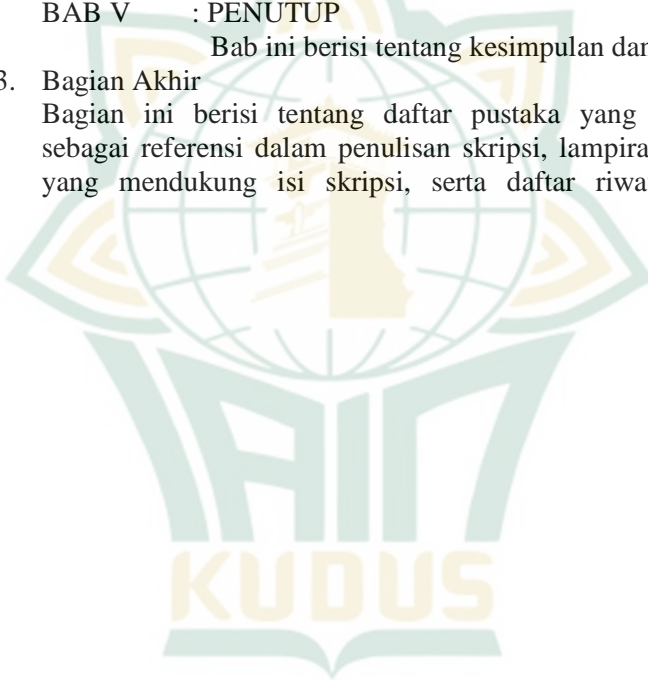 BAB V : PENUTUP
Bab ini berisi tentang kesimpulan dan
3. Bagian Akhir
Bagian ini berisi tentang daftar pustaka yang
sebagai referensi dalam penulisan skripsi,
yang mendukung isi skripsi, serta daftar
IAIN
KUDUS